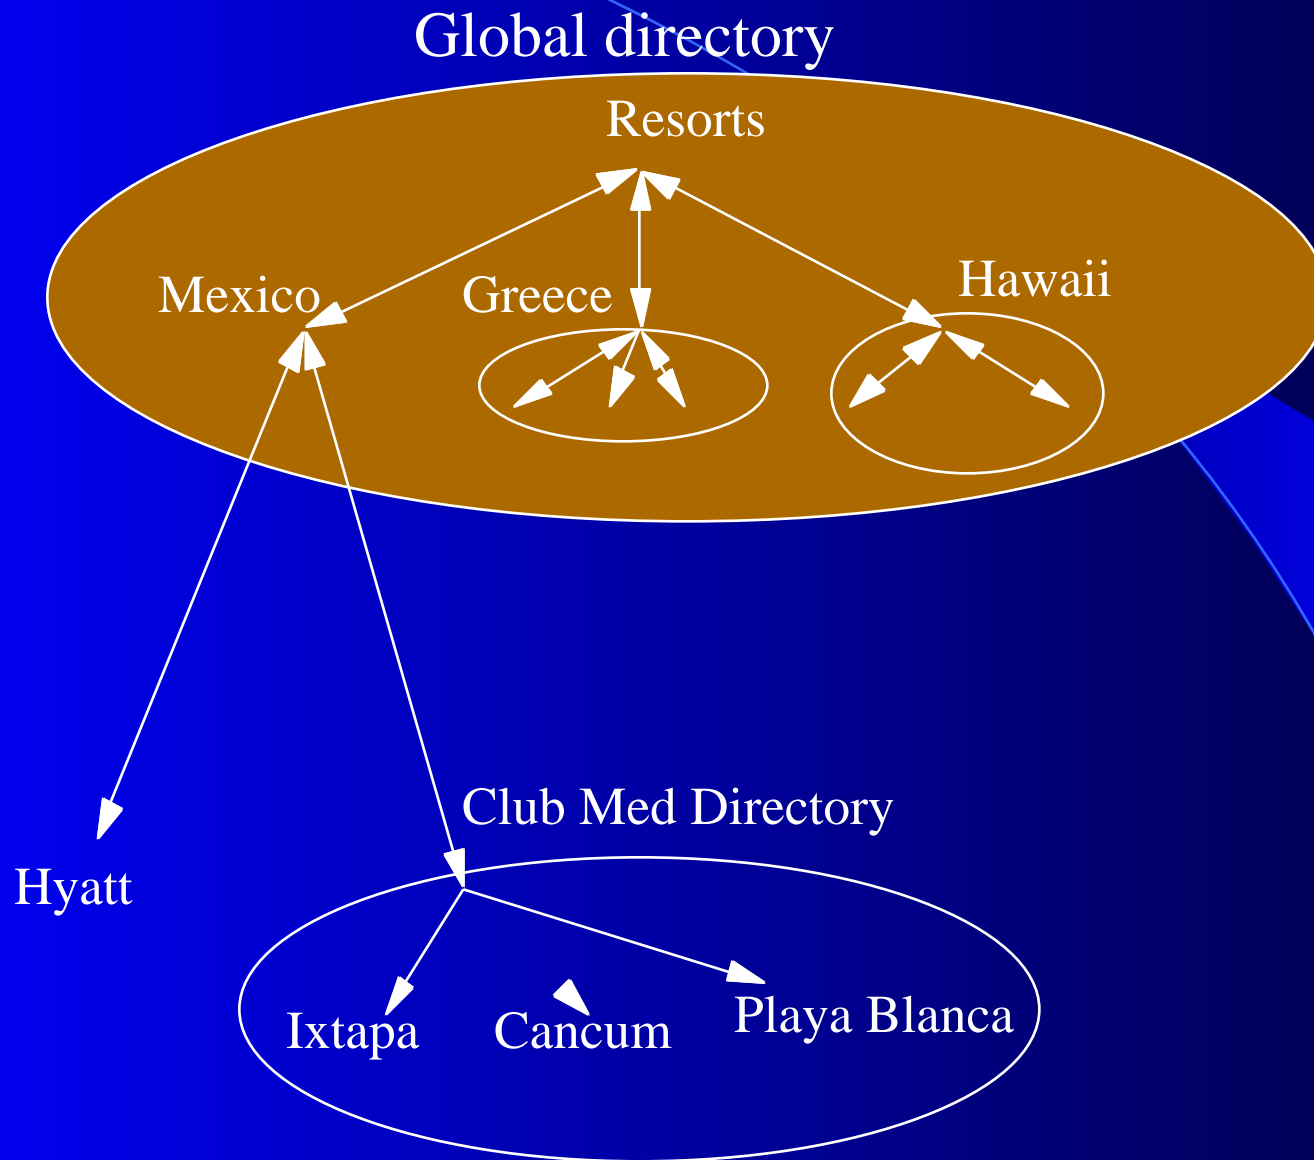 Global directory
Resorts
Mexico
Greece
Hawaii
Club Med Directory
Hyatt
Ixtapa
Cancum
Playa Blanca